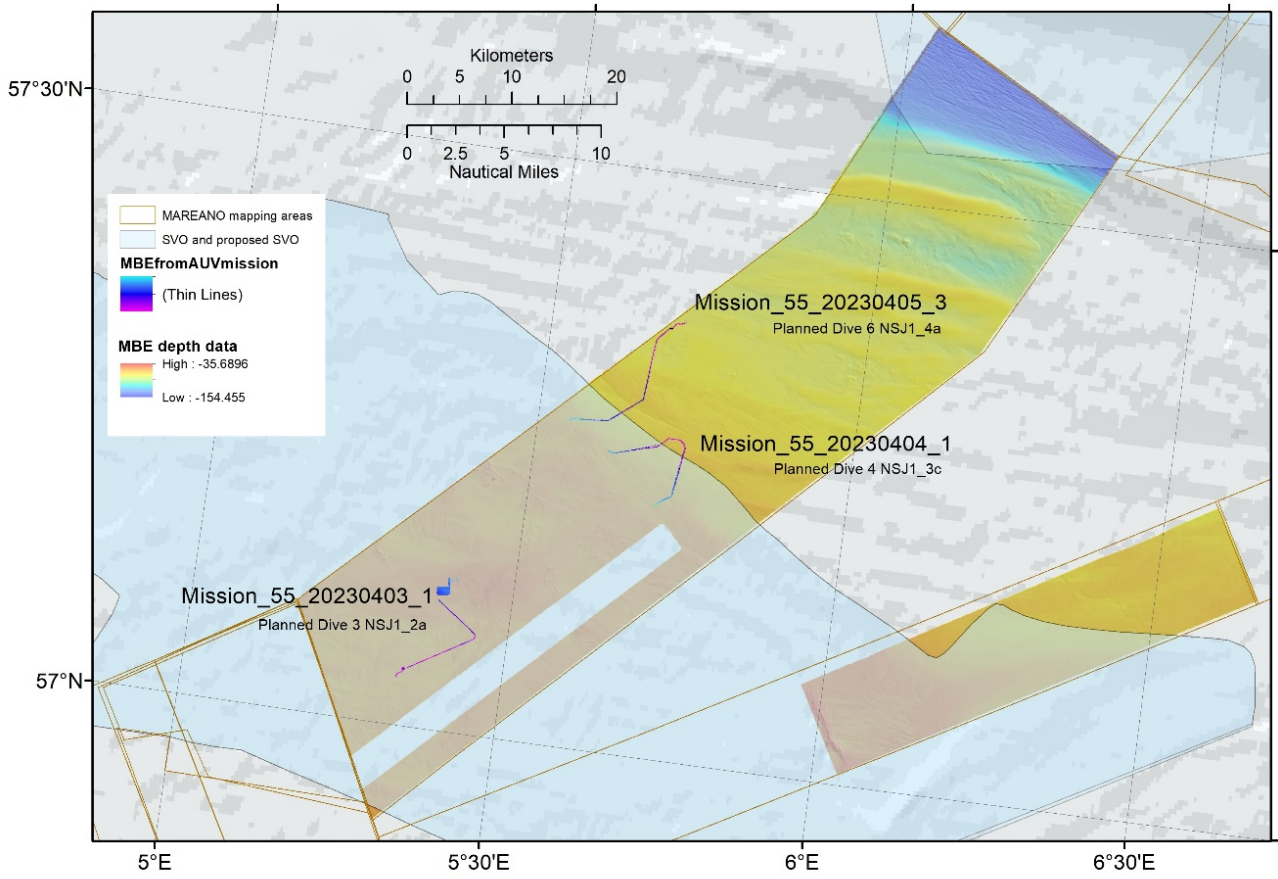 Kilometers
0 5 10 20
0 2.5 5 10
Nautical Miles
57°30'N
57°N
MAREANO mapping areas
SVO and proposed SVO
MBEfromAUVmission
(Thin Lines)
MBE depth data
High : -35.6896
Low : -154.455
Mission_55_20230405_3
Planned Dive 6 NSJ1_4a
Mission_55_20230404_1
Planned Dive 4 NSJ1_3c
Mission_55_20230403_1
Planned Dive 3 NSJ1_2a
5°E 5°30'E 6°E 6°30'E